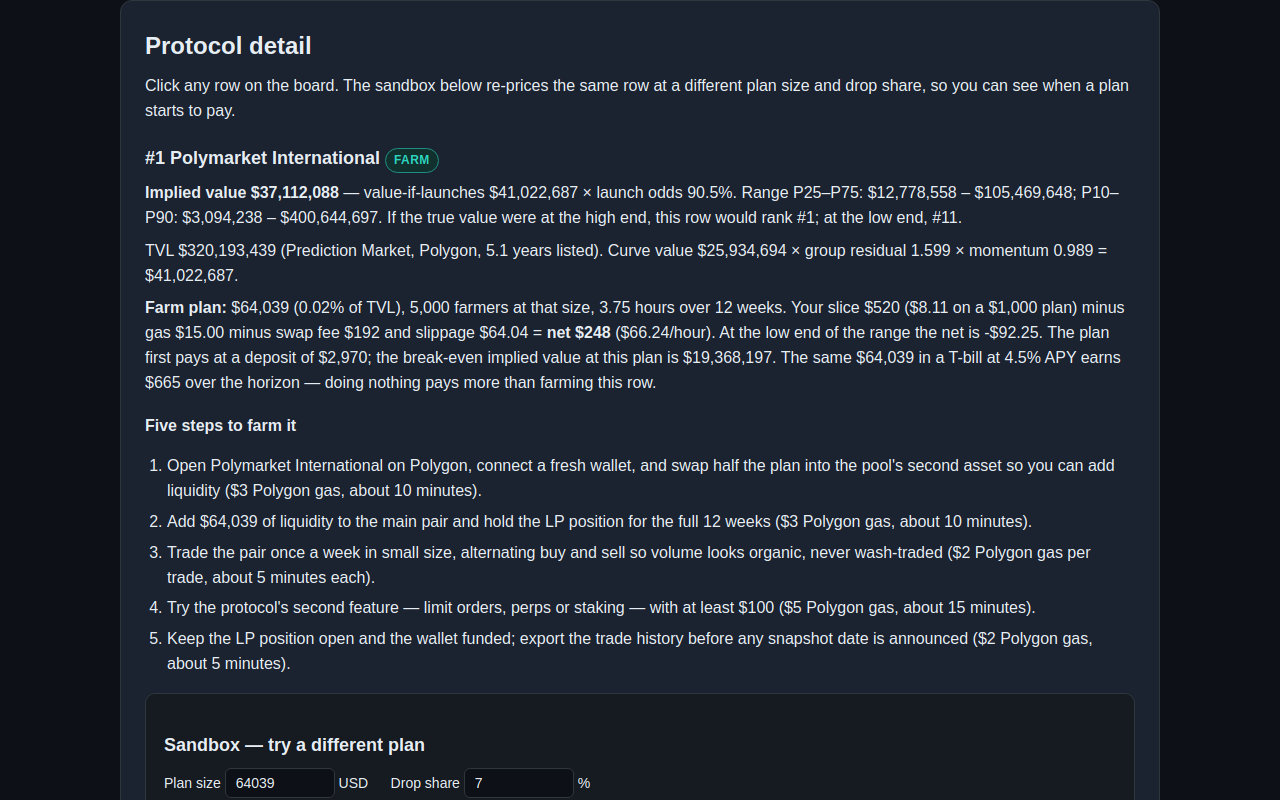 Protocol detail
Click any row on the board. The sandbox below re-prices the same row at a different plan size and drop share, so you can see when a plan
starts to pay.
#1 Polymarket International FARM
Implied value $37,112,088 — value-if-launches $41,022,687 × launch odds 90.5%. Range P25–P75: $12,778,558 – $105,469,648; P10–
P90: $3,094,238 – $400,644,697. If the true value were at the high end, this row would rank #1; at the low end, #11.
TVL $320,193,439 (Prediction Market, Polygon, 5.1 years listed). Curve value $25,934,694 × group residual 1.599 × momentum 0.989 =
$41,022,687.
Farm plan: $64,039 (0.02% of TVL), 5,000 farmers at that size, 3.75 hours over 12 weeks. Your slice $520 ($8.11 on a $1,000 plan) minus
gas $15.00 minus swap fee $192 and slippage $64.04 = net $248 ($66.24/hour). At the low end of the range the net is -$92.25. The plan
first pays at a deposit of $2,970; the break-even implied value at this plan is $19,368,197. The same $64,039 in a T-bill at 4.5% APY earns
$665 over the horizon — doing nothing pays more than farming this row.
Five steps to farm it
1. Open Polymarket International on Polygon, connect a fresh wallet, and swap half the plan into the pool's second asset so you can add
liquidity ($3 Polygon gas, about 10 minutes).
2. Add $64,039 of liquidity to the main pair and hold the LP position for the full 12 weeks ($3 Polygon gas, about 10 minutes).
3. Trade the pair once a week in small size, alternating buy and sell so volume looks organic, never wash-traded ($2 Polygon gas per
trade, about 5 minutes each).
4. Try the protocol's second feature — limit orders, perps or staking — with at least $100 ($5 Polygon gas, about 15 minutes).
5. Keep the LP position open and the wallet funded; export the trade history before any snapshot date is announced ($2 Polygon gas,
about 5 minutes).
Sandbox — try a different plan
Plan size 64039 USD Drop share 7 %